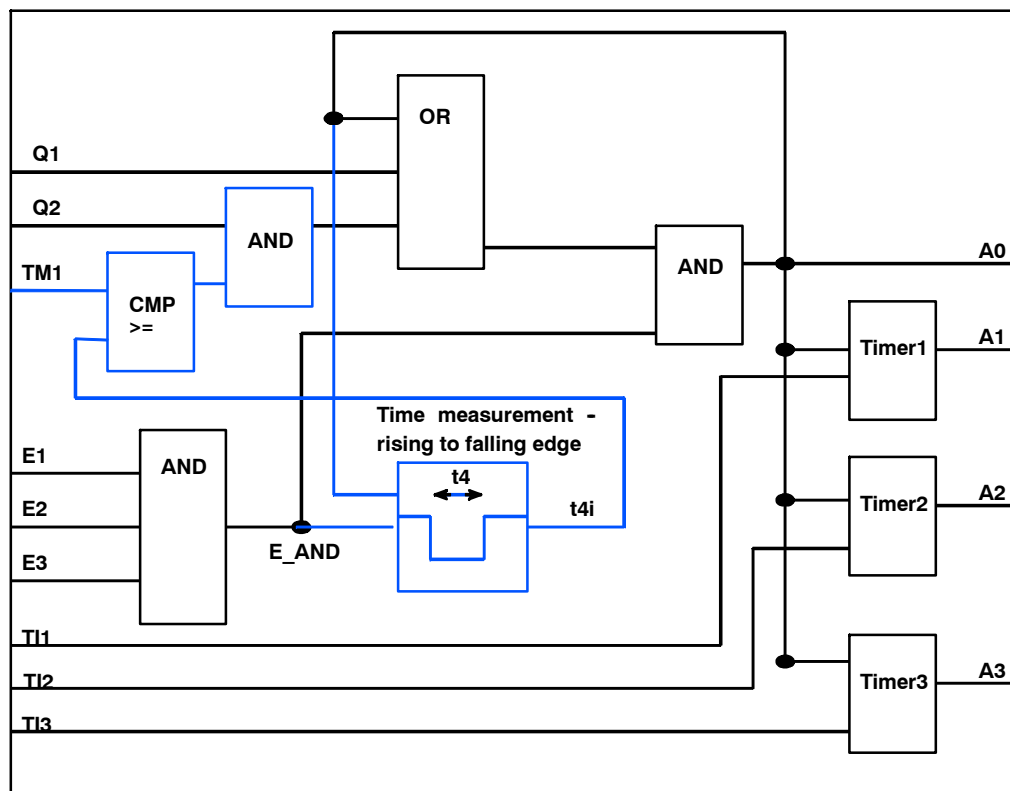 OR
Q1
Q2
AND
AND
A0
TM1
CMP
>=
Timer1
A1
Time measurement -
rising to falling edge
E1
AND
t4
E2
t4i
Timer2
A2
E_AND
E3
TI1
TI2
Timer3
A3
TI3